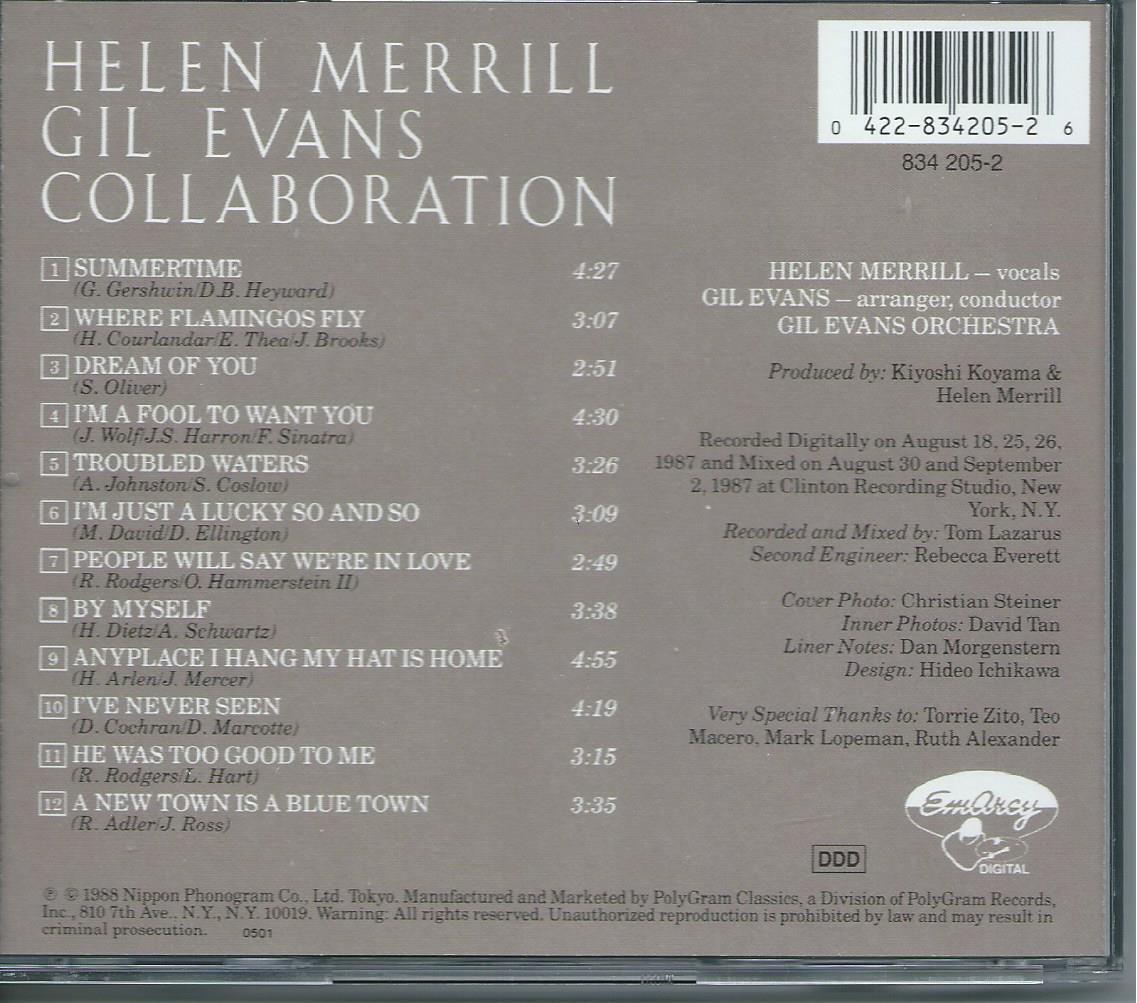 HELEN MERRILL
GIL EVANS
COLLABORATION
1 SUMMERTIME 4:27
(G. Gershwin/D.B. Heyward)
2 WHERE FLAMINGOS FLY 3:07
(H. Courlandar/E. Thea/J. Brooks)
3 DREAM OF YOU 2:51
(S. Oliver)
4 I'M A FOOL TO WANT YOU 4:30
(J. Wolf/J.S. Harron/F. Sinatra)
5 TROUBLED WATERS 3:26
(A. Johnston/S. Coslow)
6 I'M JUST A LUCKY SO AND SO 3:09
(M. David/D. Ellington)
7 PEOPLE WILL SAY WE'RE IN LOVE 2:49
(R. Rodgers/O. Hammerstein II)
8 BY MYSELF 3:38
(H. Dietz/A. Schwartz)
9 ANYPLACE I HANG MY HAT IS HOME 4:55
(H. Arlen/J. Mercer)
10 I'VE NEVER SEEN 4:19
(D. Cochran/D. Marcotte)
11 HE WAS TOO GOOD TO ME 3:15
(R. Rodgers/L. Hart)
12 A NEW TOWN IS A BLUE TOWN 3:35
(R. Adler/J. Ross)
0 422-834205-2 6
834 205-2
HELEN MERRILL – vocals
GIL EVANS – arranger, conductor
GIL EVANS ORCHESTRA
Produced by: Kiyoshi Koyama &
Helen Merrill
Recorded Digitally on August 18, 25, 26,
1987 and Mixed on August 30 and September
2, 1987 at Clinton Recording Studio, New
York, N.Y.
Recorded and Mixed by: Tom Lazarus
Second Engineer: Rebecca Everett
Cover Photo: Christian Steiner
Inner Photos: David Tan
Liner Notes: Dan Morgenstern
Design: Hideo Ichikawa
Very Special Thanks to: Torrie Zito, Teo
Macero, Mark Lopeman, Ruth Alexander
EmArcy
DIGITAL
DDD
℗ © 1988 Nippon Phonogram Co., Ltd. Tokyo. Manufactured and Marketed by PolyGram Classics, a Division of PolyGram Records,
Inc., 810 7th Ave.. N.Y., N.Y. 10019. Warning: All rights reserved. Unauthorized reproduction is prohibited by law and may result in
criminal prosecution. 0501